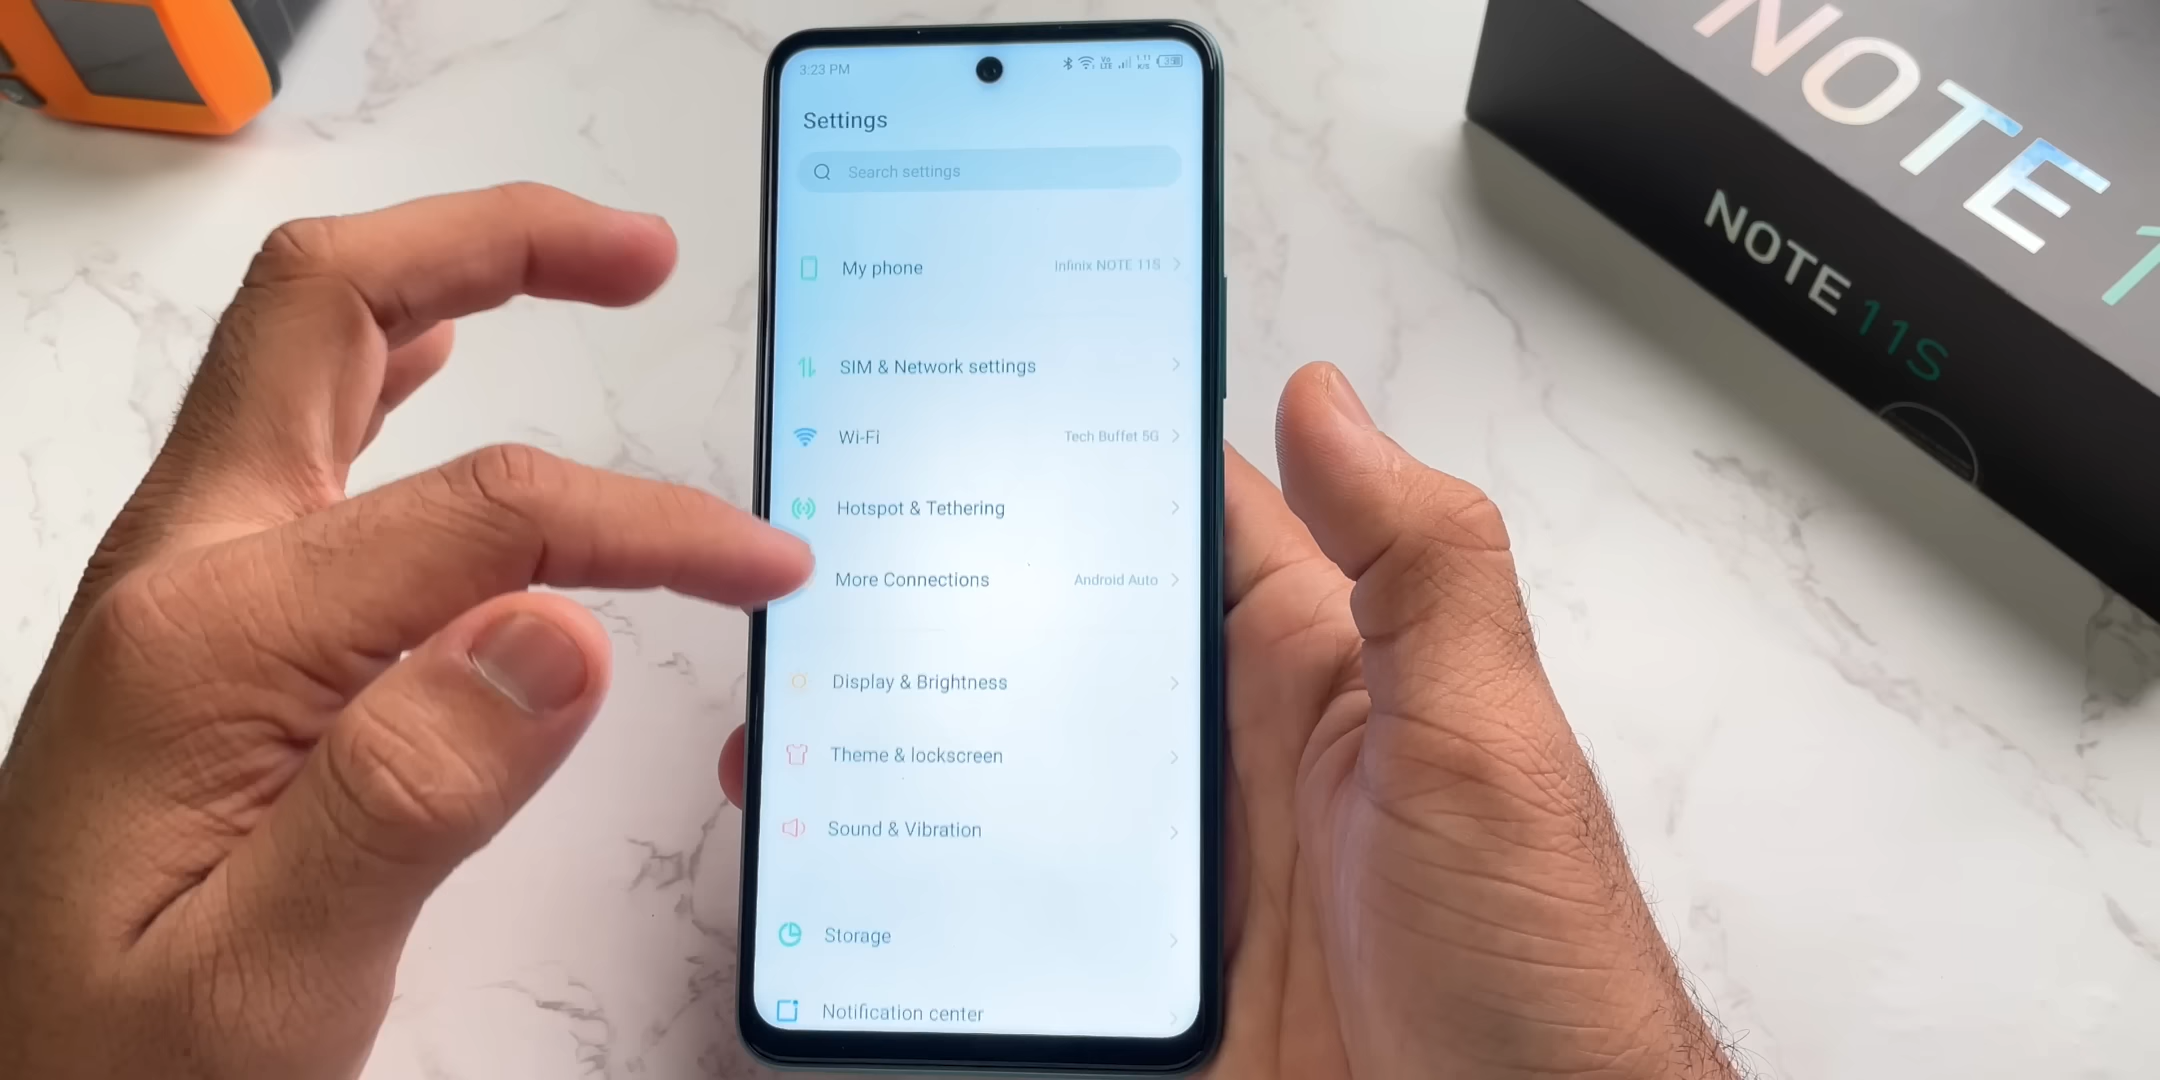 3:23 PM
Settings
Search settings
My phone
Infinix NOTE 11S
SIM & Network settings
Wi-Fi
Tech Buffet 5G
Hotspot & Tethering
More Connections
Android Auto
Display & Brightness
Theme & lockscreen
Sound & Vibration
Storage
Notification center
NOTE 1
NOTE 11S